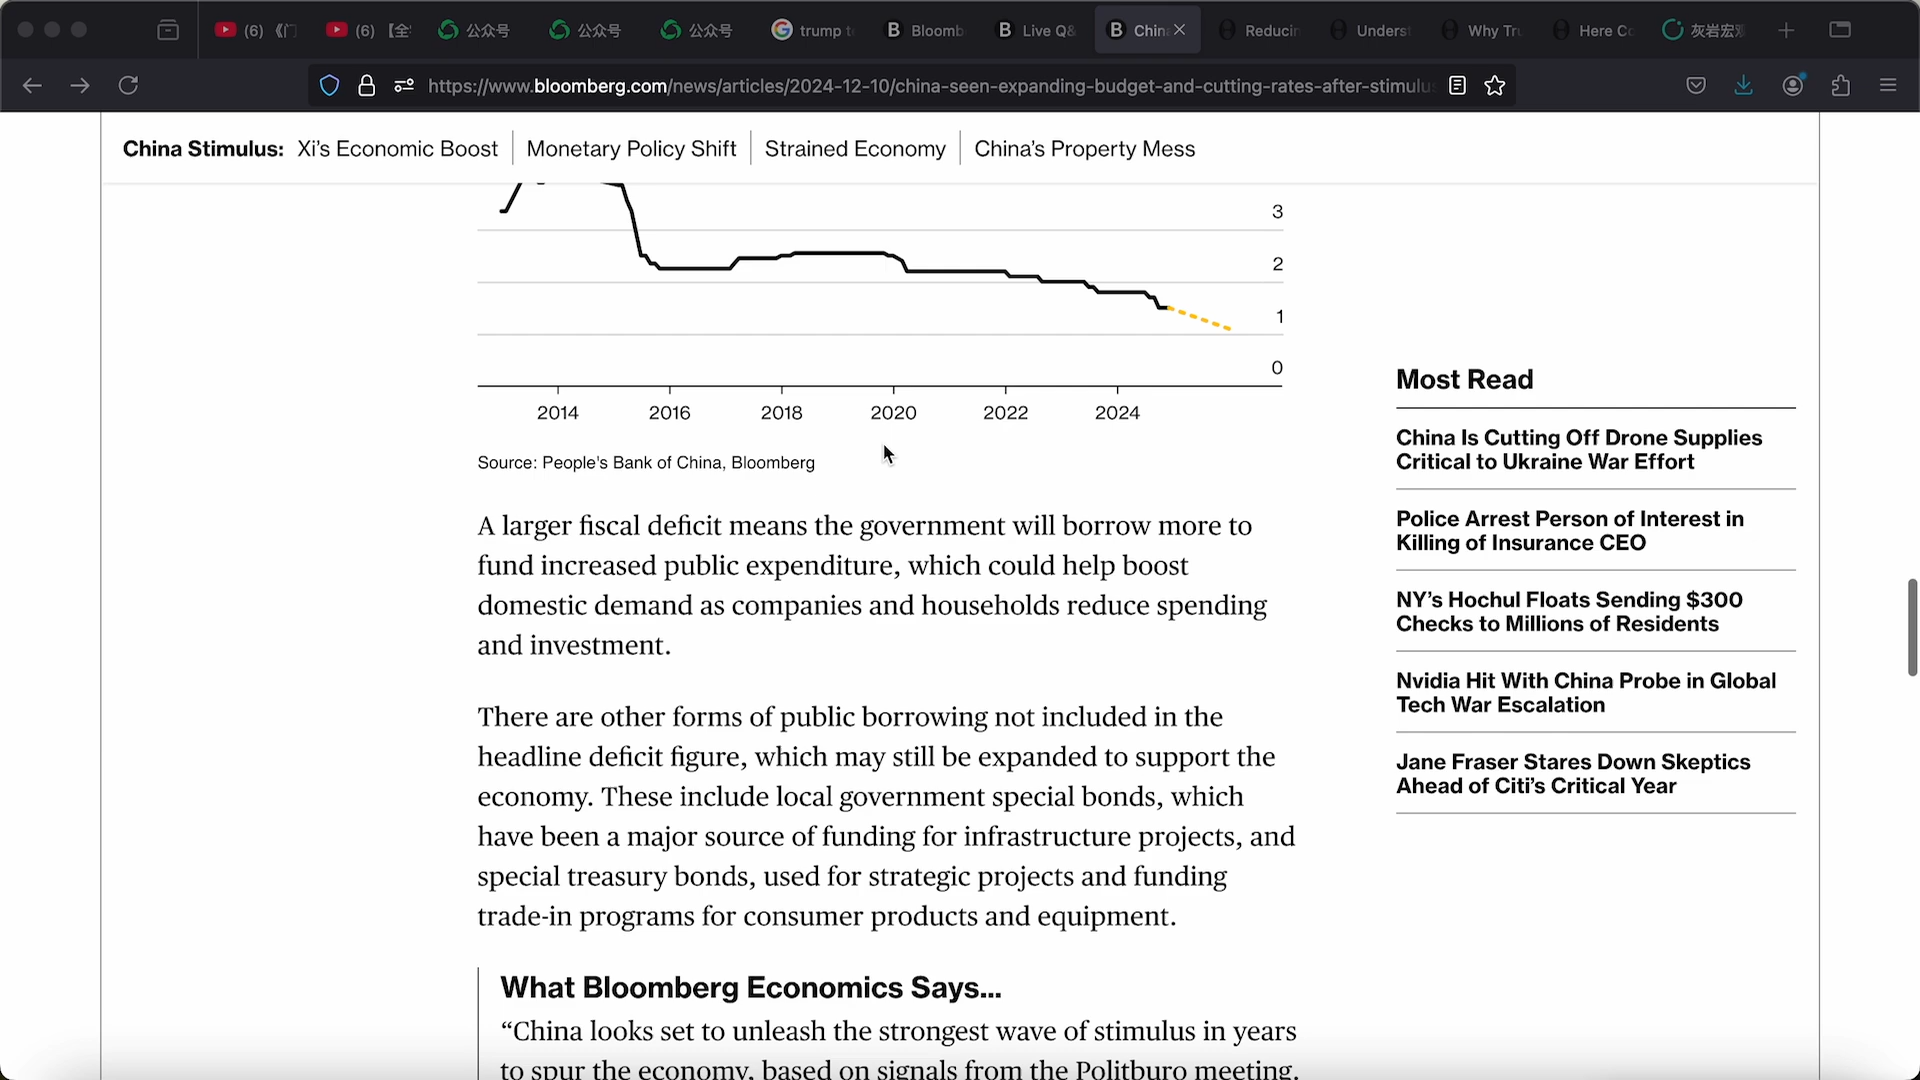 (6) 《门
(6) 【全
公众号
公众号
公众号
trump t
Bloomb
Live Q&
Chin
Reducin
Underst
Why Tru
Here Co
灰岩宏观
https://www.bloomberg.com/news/articles/2024-12-10/china-seen-expanding-budget-and-cutting-rates-after-stimulu
China Stimulus: Xi’s Economic Boost
Monetary Policy Shift
Strained Economy
China’s Property Mess
3
2
1
0
2014
2016
2018
2020
2022
2024
Source: People's Bank of China, Bloomberg
A larger fiscal deficit means the government will borrow more to
fund increased public expenditure, which could help boost
domestic demand as companies and households reduce spending
and investment.
There are other forms of public borrowing not included in the
headline deficit figure, which may still be expanded to support the
economy. These include local government special bonds, which
have been a major source of funding for infrastructure projects, and
special treasury bonds, used for strategic projects and funding
trade-in programs for consumer products and equipment.
What Bloomberg Economics Says...
“China looks set to unleash the strongest wave of stimulus in years
to spur the economy, based on signals from the Politburo meeting.
Most Read
China Is Cutting Off Drone Supplies
Critical to Ukraine War Effort
Police Arrest Person of Interest in
Killing of Insurance CEO
NY’s Hochul Floats Sending $300
Checks to Millions of Residents
Nvidia Hit With China Probe in Global
Tech War Escalation
Jane Fraser Stares Down Skeptics
Ahead of Citi’s Critical Year